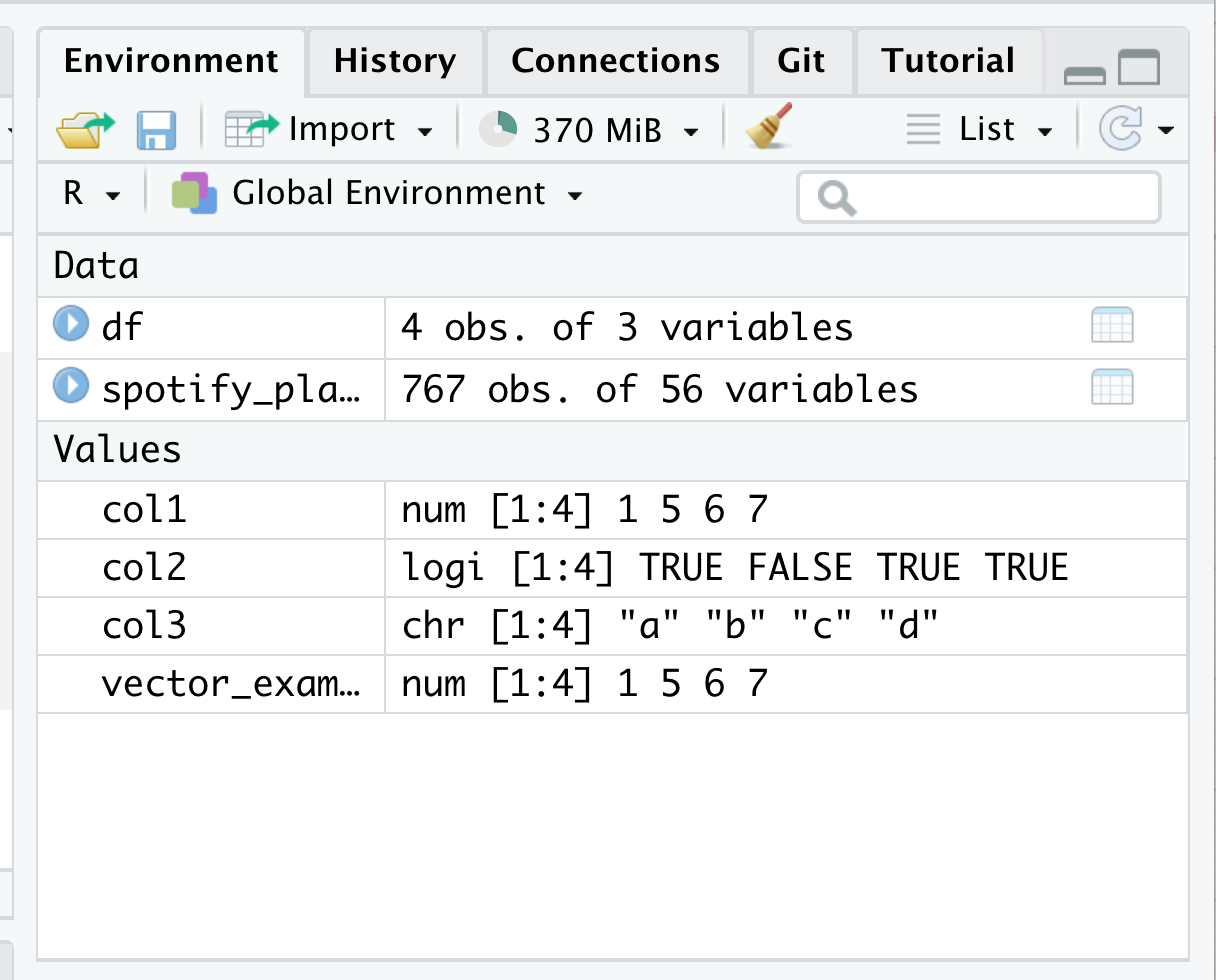 Environment History Connections Git Tutorial
Import 370 MiB List
R Global Environment
Data
df 4 obs. of 3 variables
spotify_pla… 767 obs. of 56 variables
Values
col1 num [1:4] 1 5 6 7
col2 logi [1:4] TRUE FALSE TRUE TRUE
col3 chr [1:4] "a" "b" "c" "d"
vector_exam… num [1:4] 1 5 6 7